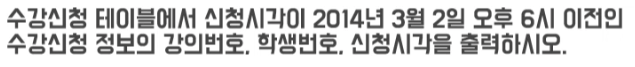 수강신청 테이블에서 신청시각이 2014년 3월 2일 오후 6시 이전인
수강신청 정보의 강의번호, 학생번호, 신청시각을 출력하시오.